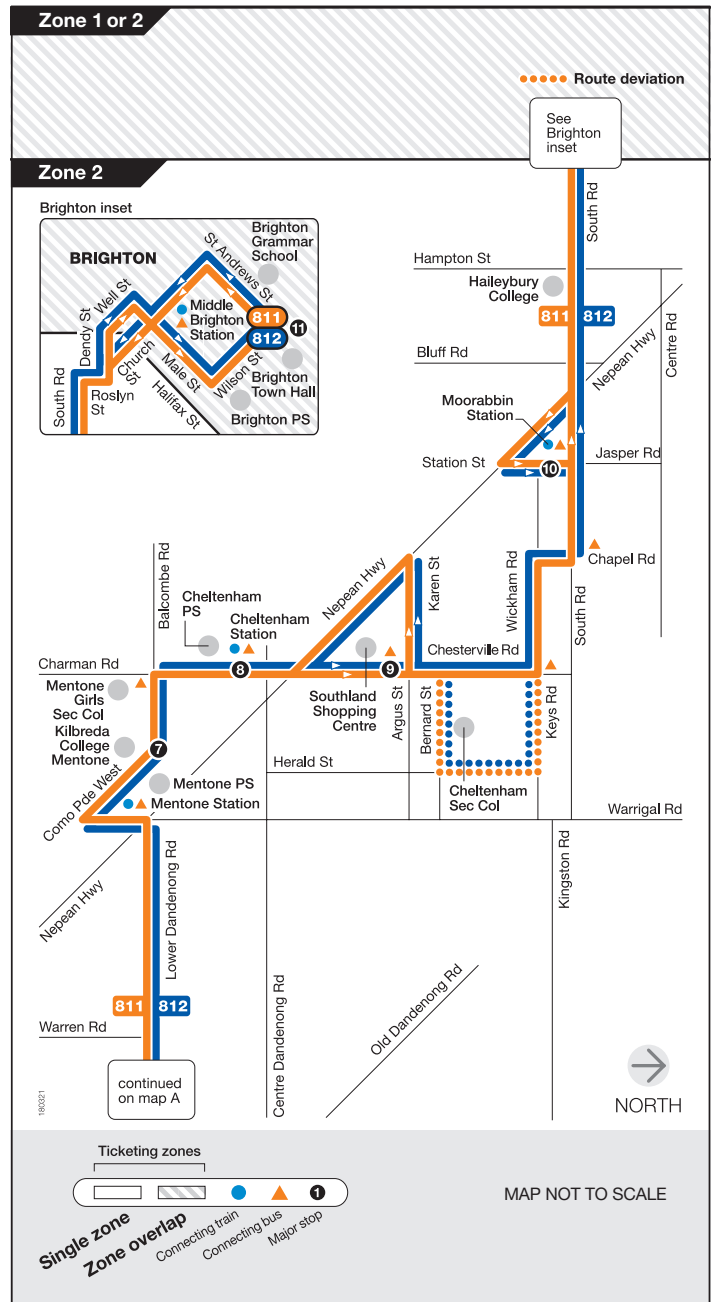 Zone 1 or 2
Route deviation
See
Brighton
inset
Zone 2
Brighton inset
BRIGHTON
St Andrews St
Brighton
Grammar
School
Well St
Middle
Brighton
Station
811
812
11
Dendy St
South Rd
Roslyn
St
Church
St
Male St
Halifax St
Wilson St
Brighton
Town Hall
Brighton PS
South Rd
Hampton St
Haileybury
College
811
812
Nepean Hwy
Centre Rd
Bluff Rd
Moorabbin
Station
Station St
10
Jasper Rd
Chapel Rd
Wickham Rd
South Rd
Karen St
Nepean Hwy
Balcombe Rd
Cheltenham
PS
Cheltenham
Station
Chesterville Rd
Charman Rd
8
9
Mentone
Girls
Sec Col
Kilbreda
College
Mentone
Southland
Shopping
Centre
Argus St
Bernard St
Keys Rd
7
Herald St
Cheltenham
Sec Col
Como Pde West
Mentone PS
Mentone Station
Warrigal Rd
Nepean Hwy
Lower Dandenong Rd
Kingston Rd
Centre Dandenong Rd
Old Dandenong Rd
811
812
Warren Rd
continued
on map A
180321
NORTH
Ticketing zones
1
Single zone
Zone overlap
Connecting train
Connecting bus
Major stop
MAP NOT TO SCALE